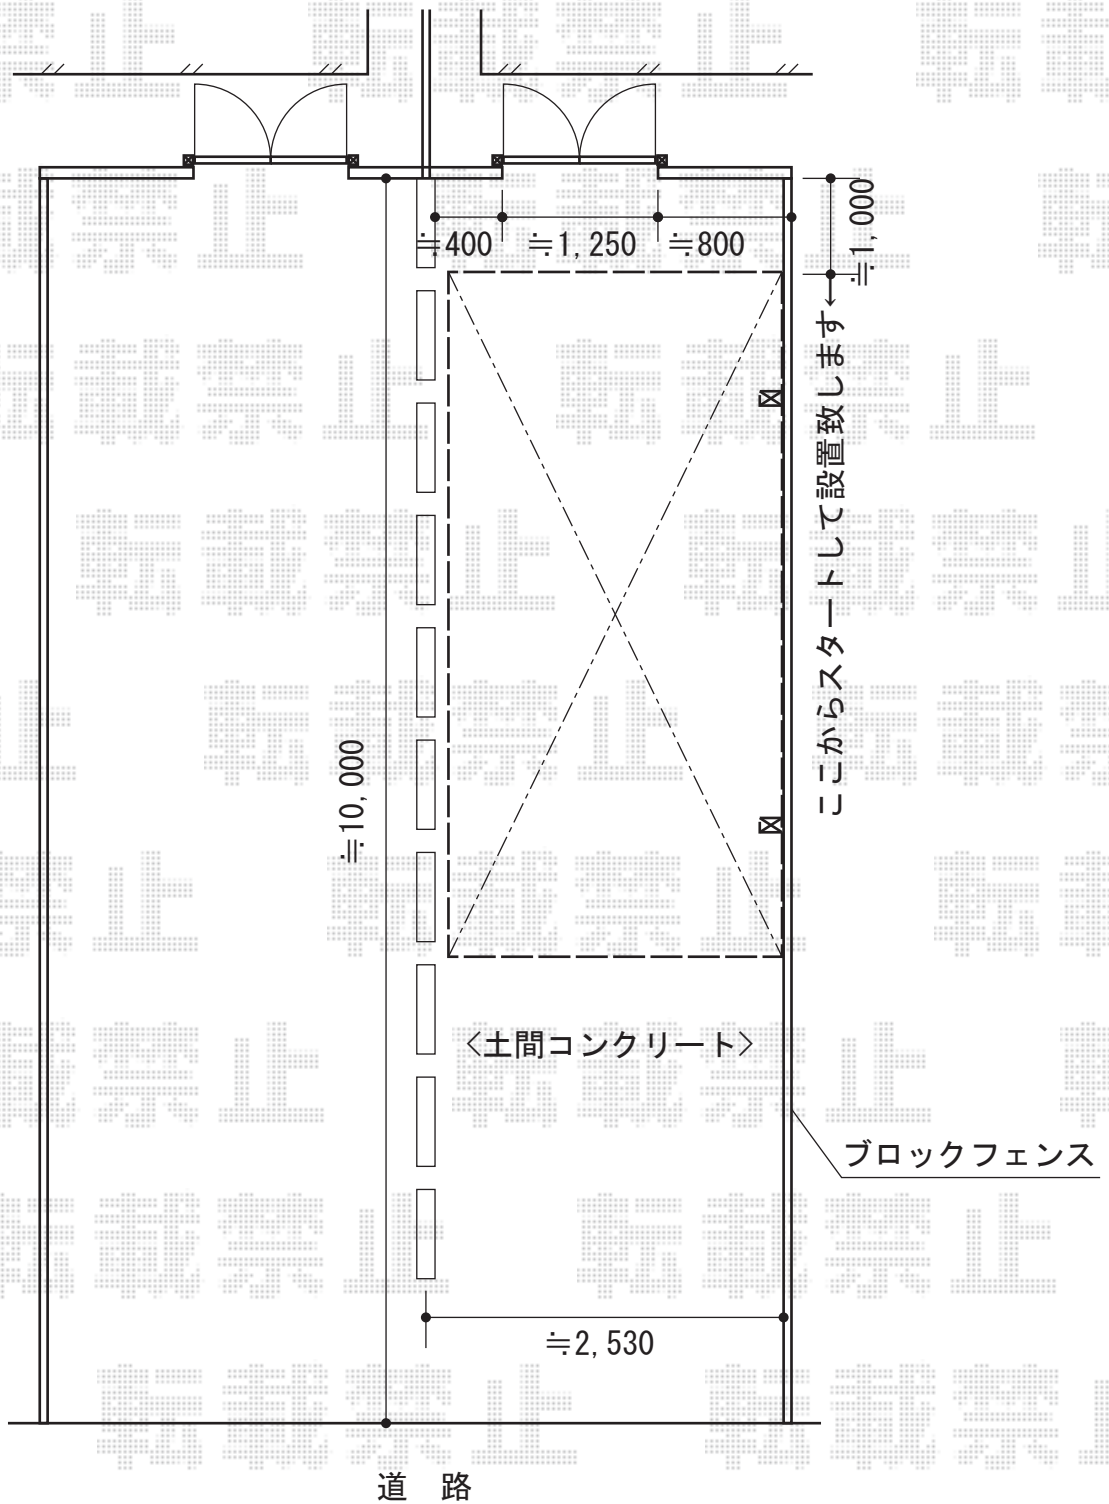 ≒400
≒1,250
≒800
≒1,000
ここからスタートして設置致します
≒10,000
<土間コンクリート>
ブロックフェンス
≒2,530
道 路
転載禁止